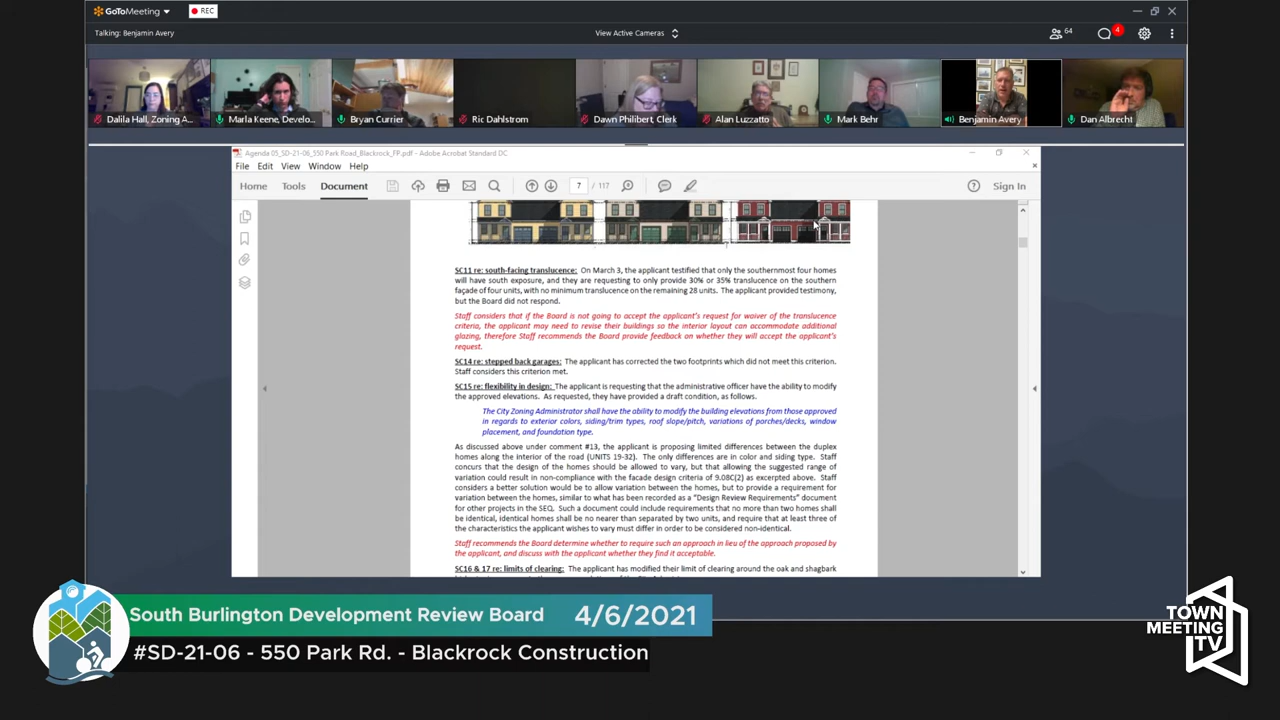 GoToMeeting
REC
Talking: Benjamin Avery
View Active Cameras
64
4
Dalila Hall, Zoning A...
Marla Keene, Develo...
Bryan Currier
Ric Dahlstrom
Dawn Philibert, Clerk
Alan Luzzatto
Mark Behr
Benjamin Avery
Dan Albrecht
Agenda 05_SD-21-06_550 Park Road_Blackrock_FP.pdf - Adobe Acrobat Standard DC
File Edit View Window Help
Home Tools Document 7 / 117 Sign In
SC11 re: south-facing translucence: On March 3, the applicant testified that only the southernmost four homes
will have south exposure, and they are requesting to only provide 30% or 35% translucence on the southern
façade of four units, with no minimum translucence on the remaining 28 units. The applicant provided testimony,
but the Board did not respond.
Staff considers that if the Board is not going to accept the applicant's request for waiver of the translucence
criteria, the applicant may need to revise their buildings so the interior layout can accommodate additional
glazing, therefore Staff recommends the Board provide feedback on whether they will accept the applicant's
request.
SC14 re: stepped back garages: The applicant has corrected the two footprints which did not meet this criterion.
Staff considers this criterion met.
SC15 re: flexibility in design: The applicant is requesting that the administrative officer have the ability to modify
the approved elevations. As requested, they have provided a draft condition, as follows.
The City Zoning Administrator shall have the ability to modify the building elevations from those approved
in regards to exterior colors, siding/trim types, roof slope/pitch, variations of porches/decks, window
placement, and foundation type.
As discussed above under comment #13, the applicant is proposing limited differences between the duplex
homes along the interior of the road (UNITS 19-32). The only differences are in color and siding type. Staff
concurs that the design of the homes should be allowed to vary, but that allowing the suggested range of
variation could result in non-compliance with the facade design criteria of 9.08C(2) as excerpted above. Staff
considers a better solution would be to allow variation between the homes, but to provide a requirement for
variation between the homes, similar to what has been recorded as a "Design Review Requirements" document
for other projects in the SEQ. Such a document could include requirements that no more than two homes shall
be identical, identical homes shall be no nearer than separated by two units, and require that at least three of
the characteristics the applicant wishes to vary must differ in order to be considered non-identical.
Staff recommends the Board determine whether to require such an approach in lieu of the approach proposed by
the applicant, and discuss with the applicant whether they find it acceptable.
SC16 & 17 re: limits of clearing: The applicant has modified their limit of clearing around the oak and shagbark
South Burlington Development Review Board 4/6/2021
#SD-21-06 - 550 Park Rd. - Blackrock Construction
TOWN
MEETING
TV